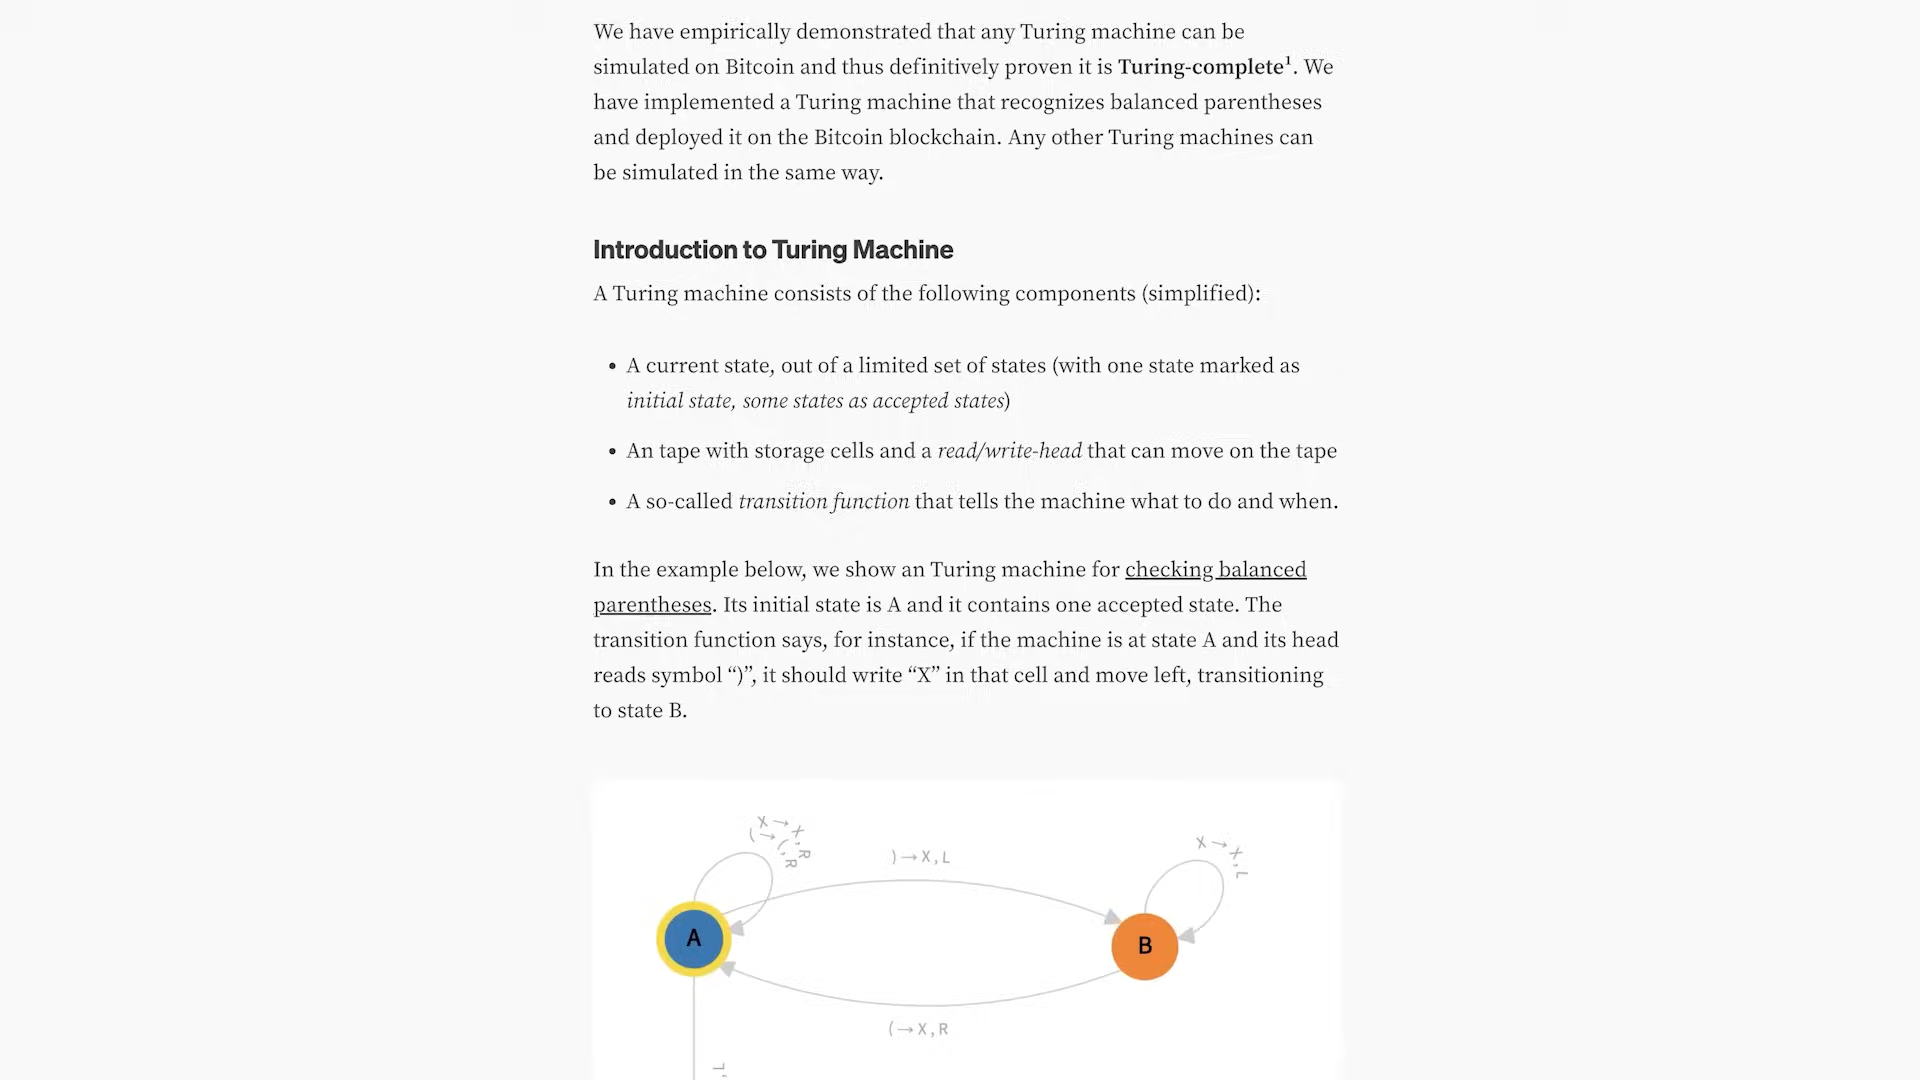 We have empirically demonstrated that any Turing machine can be
simulated on Bitcoin and thus definitively proven it is Turing-complete¹. We
have implemented a Turing machine that recognizes balanced parentheses
and deployed it on the Bitcoin blockchain. Any other Turing machines can
be simulated in the same way.
Introduction to Turing Machine
A Turing machine consists of the following components (simplified):
• A current state, out of a limited set of states (with one state marked as
initial state, some states as accepted states)
• An tape with storage cells and a read/write-head that can move on the tape
• A so-called transition function that tells the machine what to do and when.
In the example below, we show an Turing machine for checking balanced
parentheses. Its initial state is A and it contains one accepted state. The
transition function says, for instance, if the machine is at state A and its head
reads symbol “)”, it should write “X” in that cell and move left, transitioning
to state B.
X→X,R
(→(,R
)→X,L
X→X,L
A
B
(→X,R